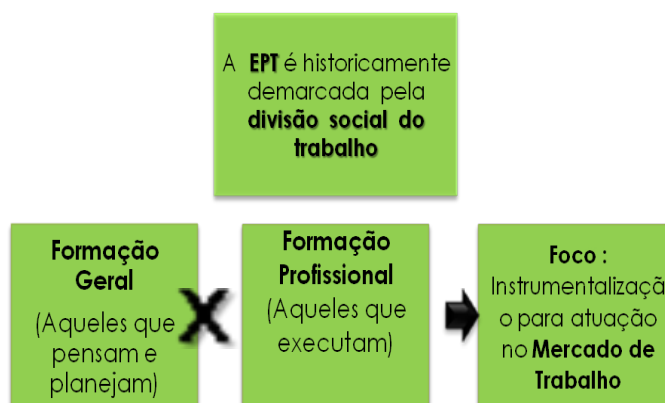 A EPT é historicamente
demarcada pela
divisão social do
trabalho
Formação
Geral
(Aqueles que
pensam e
planejam)
X
Formação
Profissional
(Aqueles que
executam)
Foco :
Instrumentalizaçã
o para atuação
no Mercado de
Trabalho